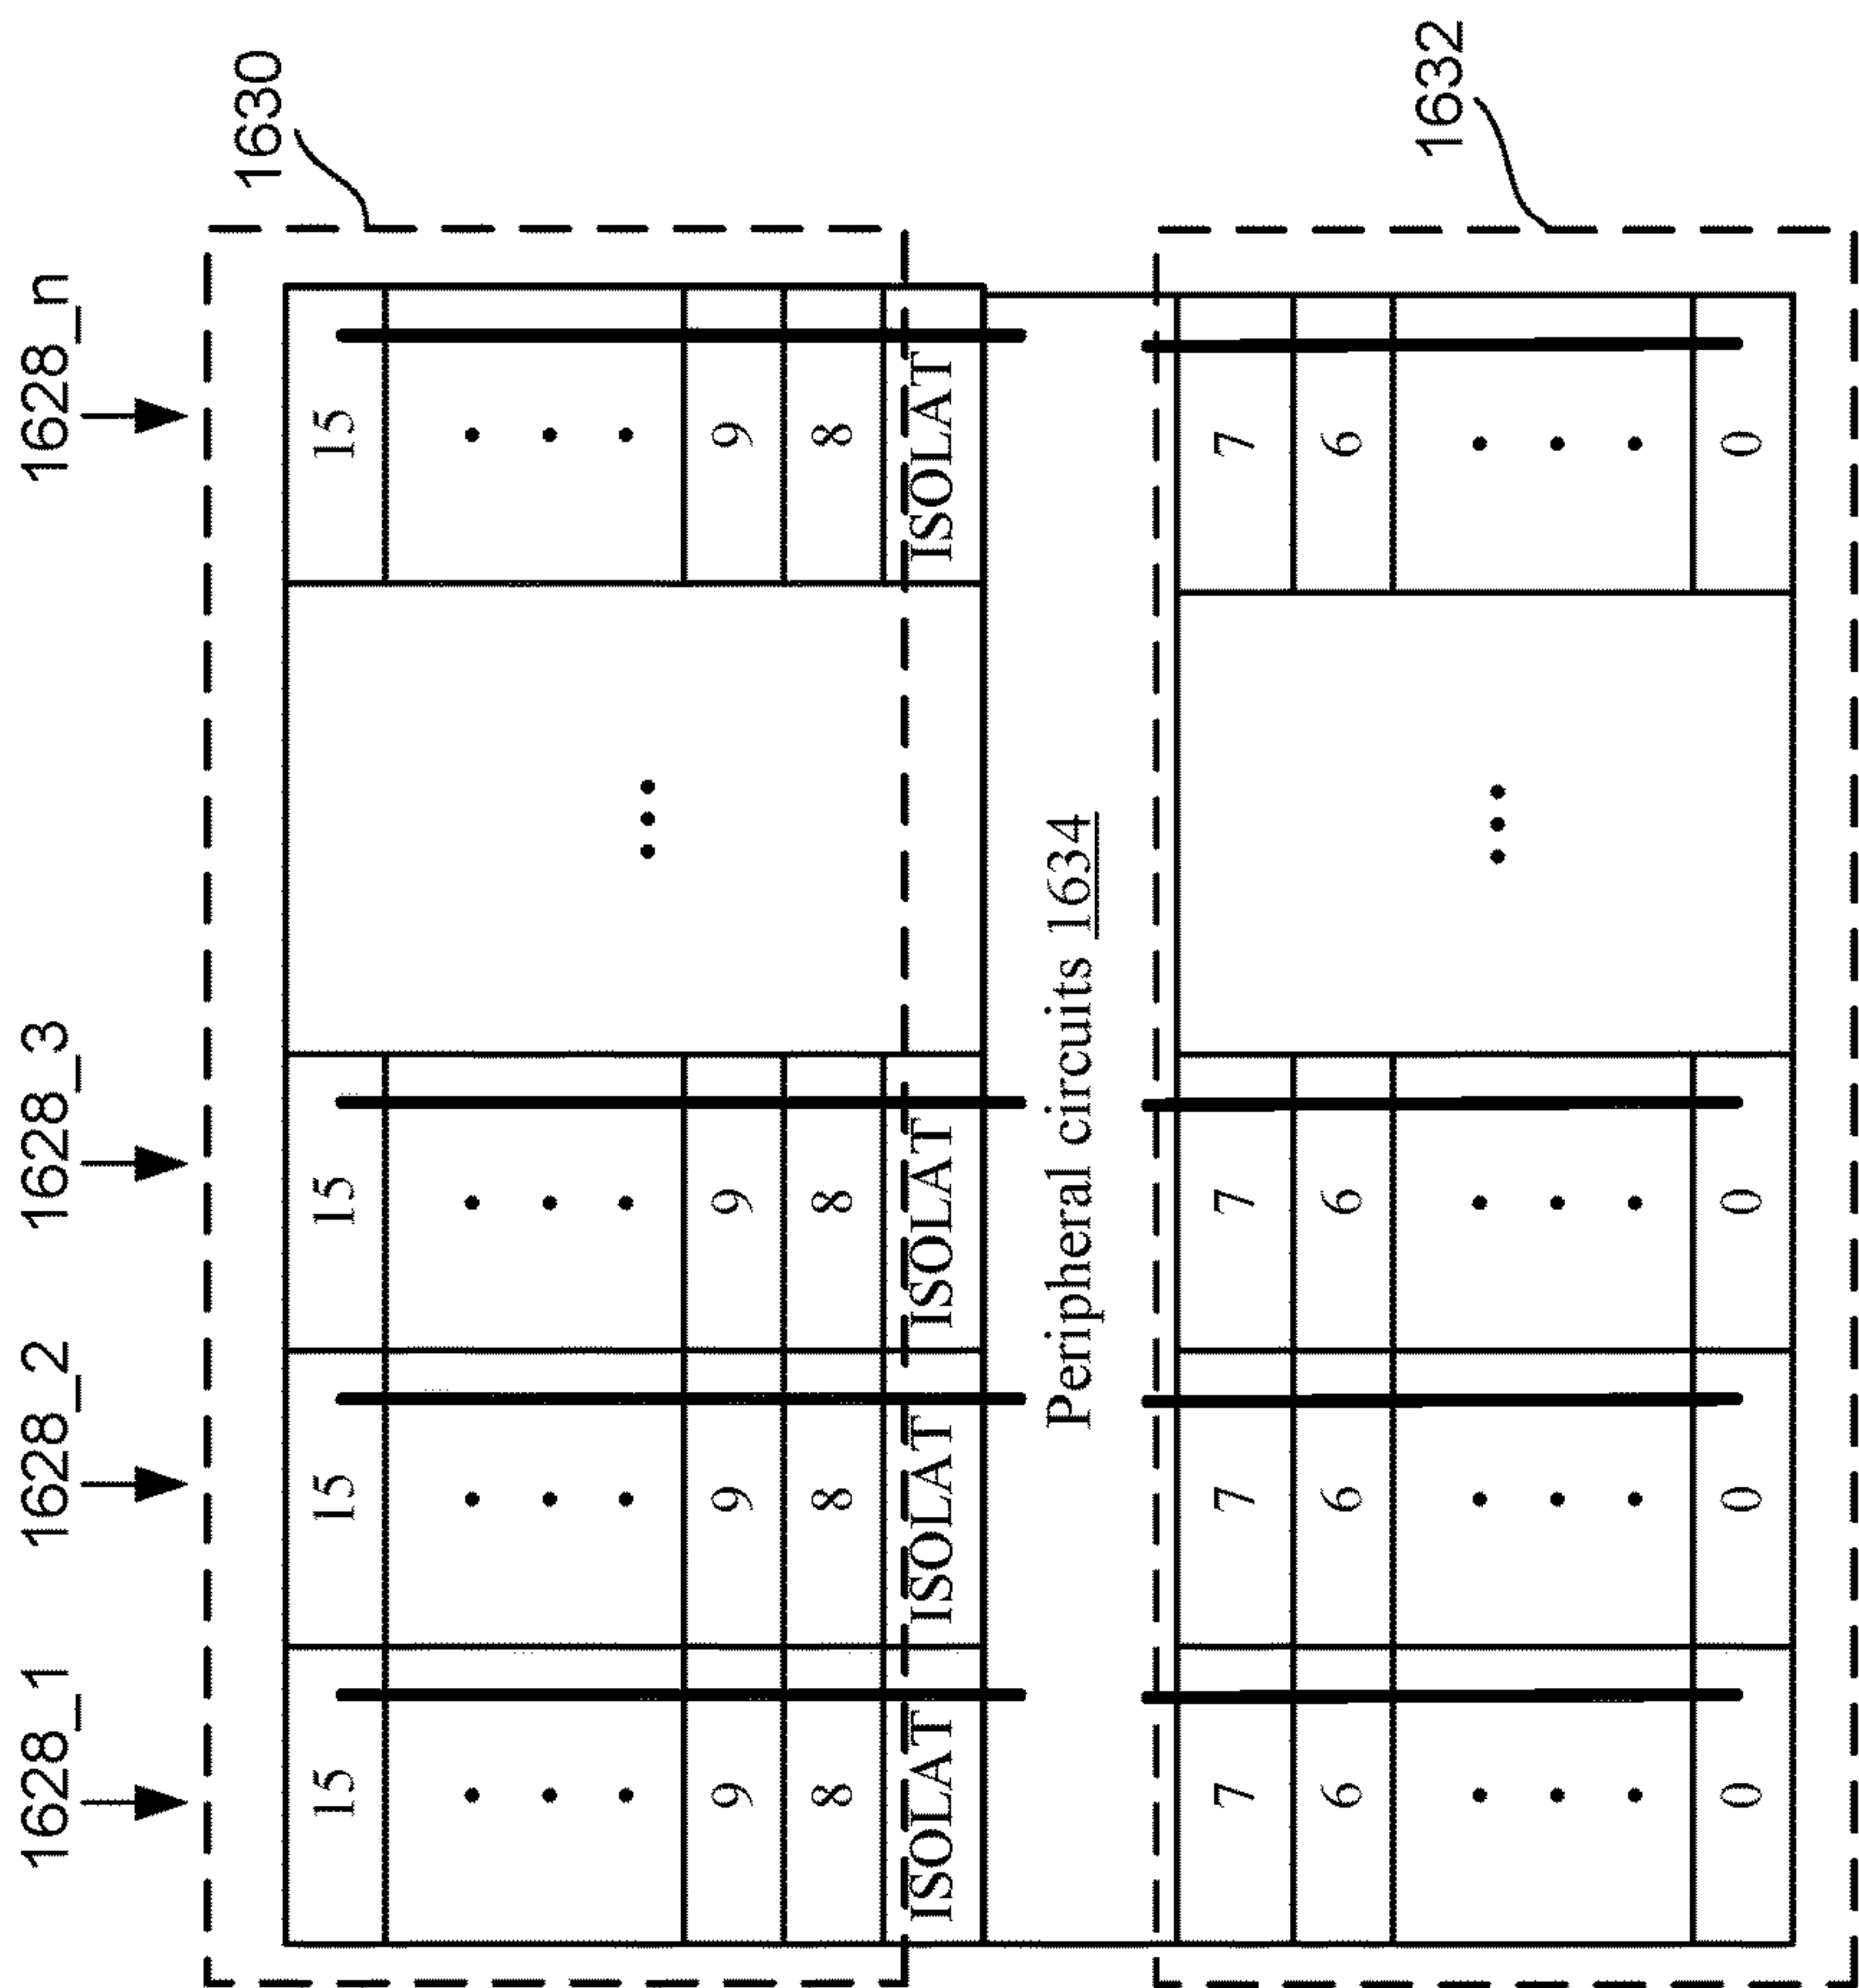 1628_1 1628_2 1628_3 1628_n
1630
15 15 15 15
9 9 9 9
8 8 8 8
ISOLAT ISOLAT ISOLAT ISOLAT
Peripheral circuits 1634
7 7 7 7
6 6 6 6
1632
0 0 0 0